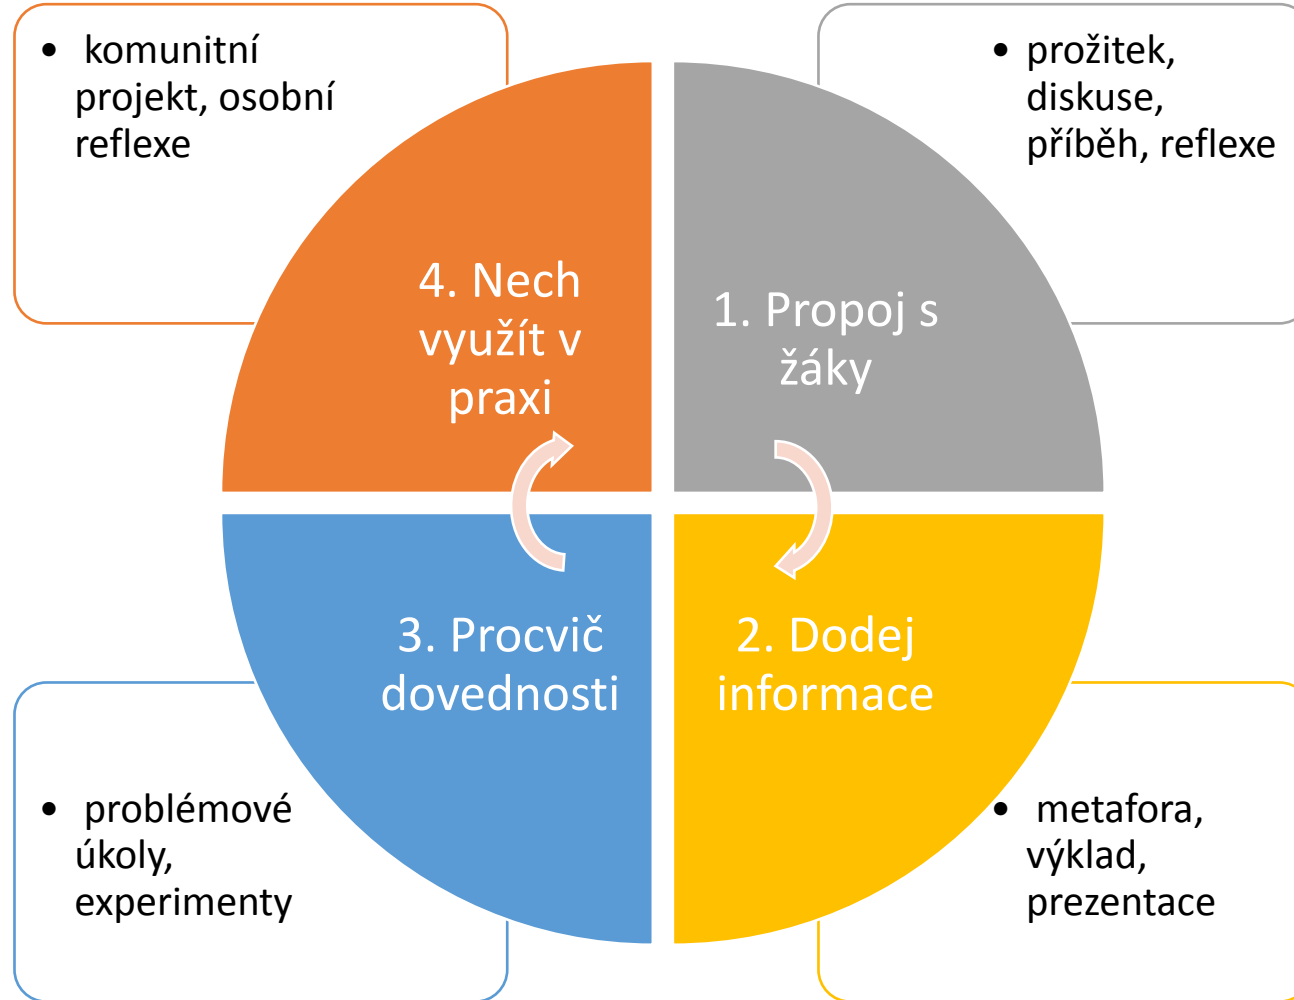 • komunitní
projekt, osobní
reflexe
• prožitek,
diskuse,
příběh, reflexe
4. Nech
využít v
praxi
1. Propoj s
žáky
3. Procvič
dovednosti
2. Dodej
informace
• problémové
úkoly,
experimenty
• metafora,
výklad,
prezentace